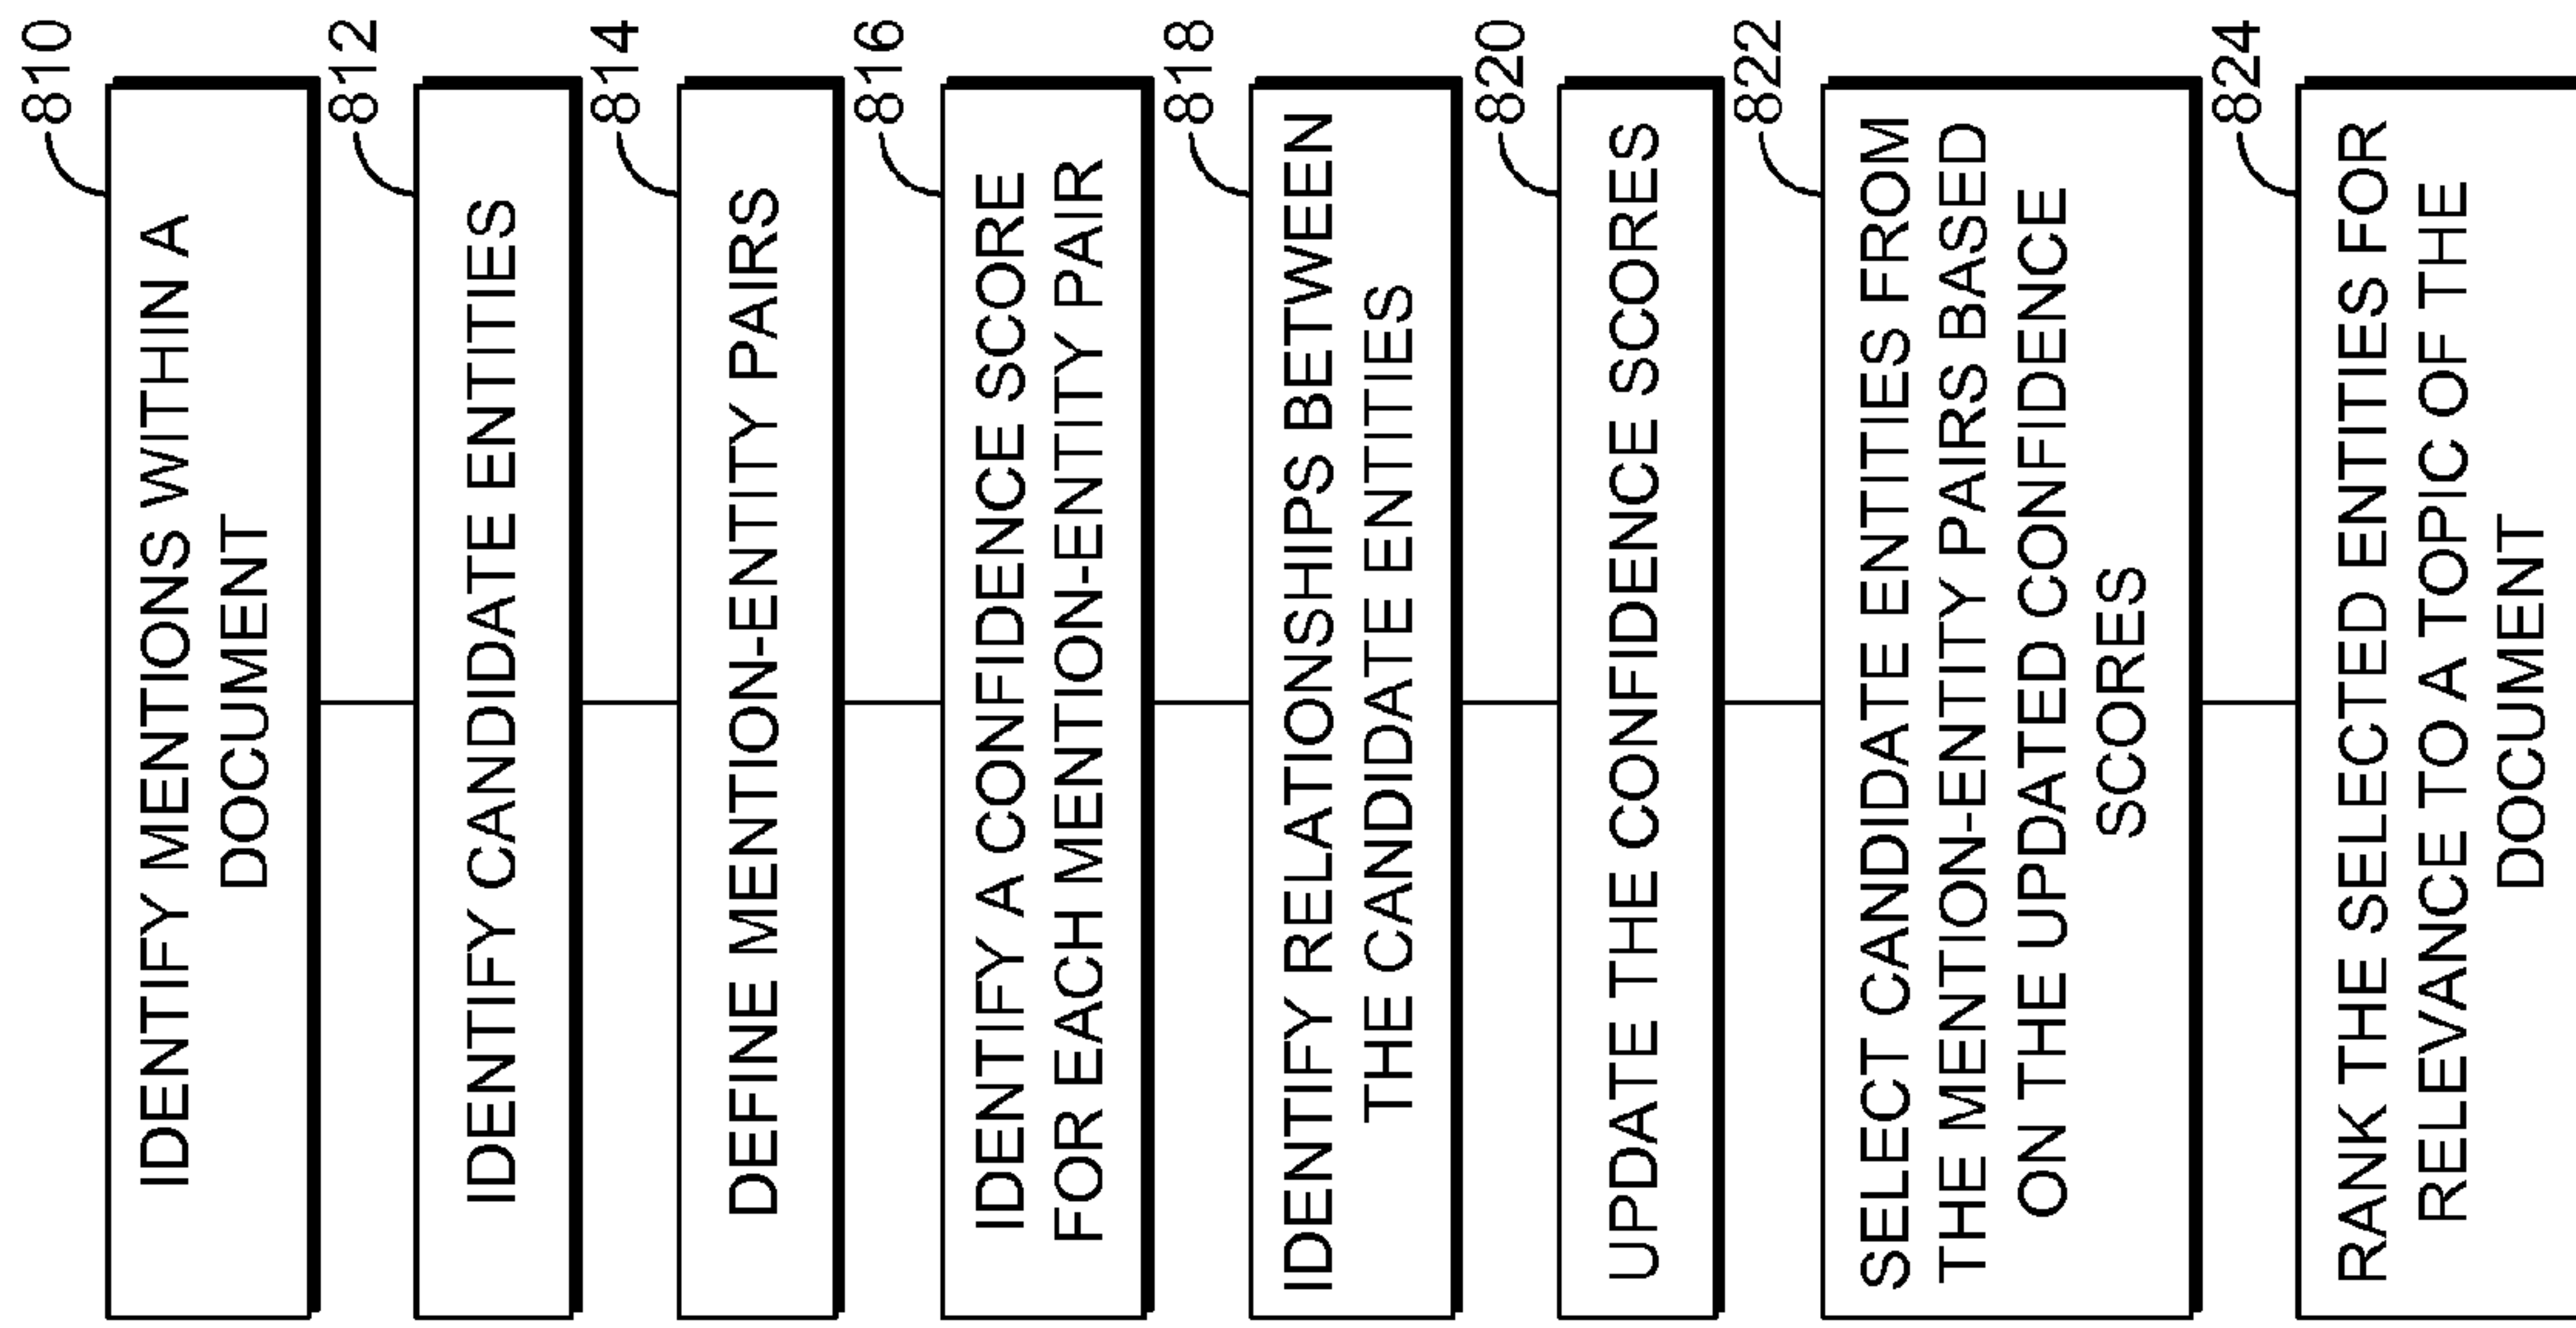 810
IDENTIFY MENTIONS WITHIN A
DOCUMENT
812
IDENTIFY CANDIDATE ENTITIES
814
DEFINE MENTION-ENTITY PAIRS
816
IDENTIFY A CONFIDENCE SCORE
FOR EACH MENTION-ENTITY PAIR
818
IDENTIFY RELATIONSHIPS BETWEEN
THE CANDIDATE ENTITIES
820
UPDATE THE CONFIDENCE SCORES
822
SELECT CANDIDATE ENTITIES FROM
THE MENTION-ENTITY PAIRS BASED
ON THE UPDATED CONFIDENCE
SCORES
824
RANK THE SELECTED ENTITIES FOR
RELEVANCE TO A TOPIC OF THE
DOCUMENT